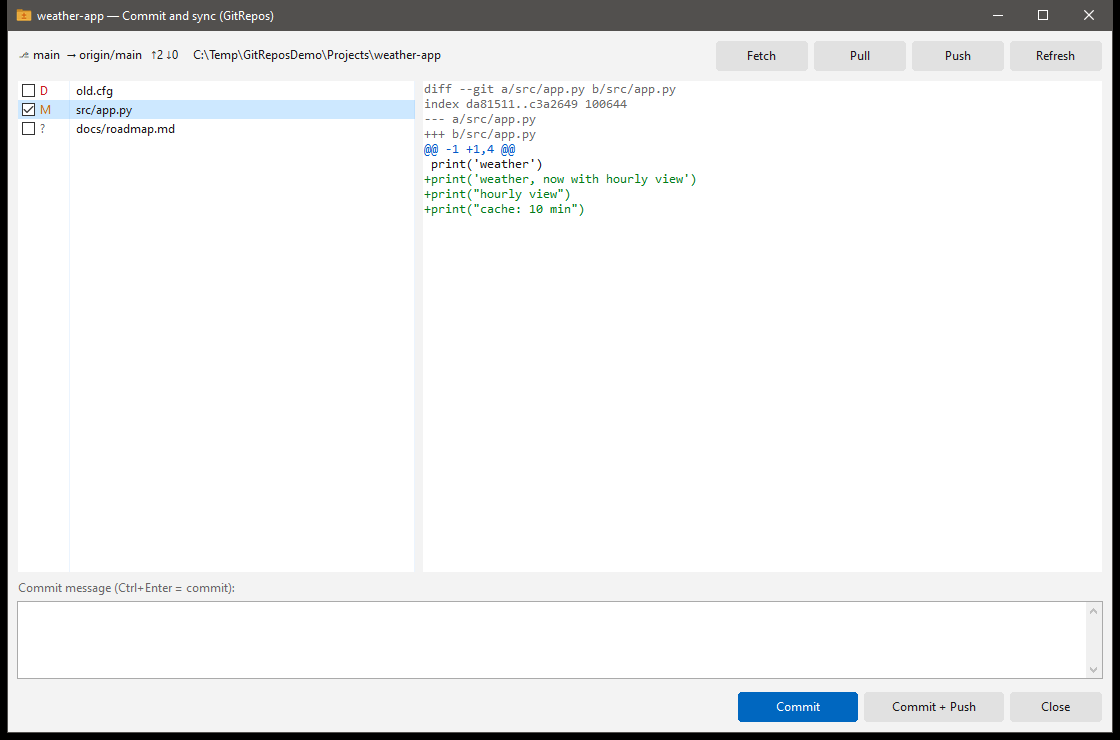 weather-app — Commit and sync (GitRepos)
main → origin/main ↑2 ↓0 C:\Temp\GitReposDemo\Projects\weather-app
Fetch
Pull
Push
Refresh
D old.cfg
M src/app.py
? docs/roadmap.md
diff --git a/src/app.py b/src/app.py
index da81511..c3a2649 100644
--- a/src/app.py
+++ b/src/app.py
@@ -1 +1,4 @@
 print('weather')
+print('weather, now with hourly view')
+print("hourly view")
+print("cache: 10 min")
Commit message (Ctrl+Enter = commit):
Commit
Commit + Push
Close